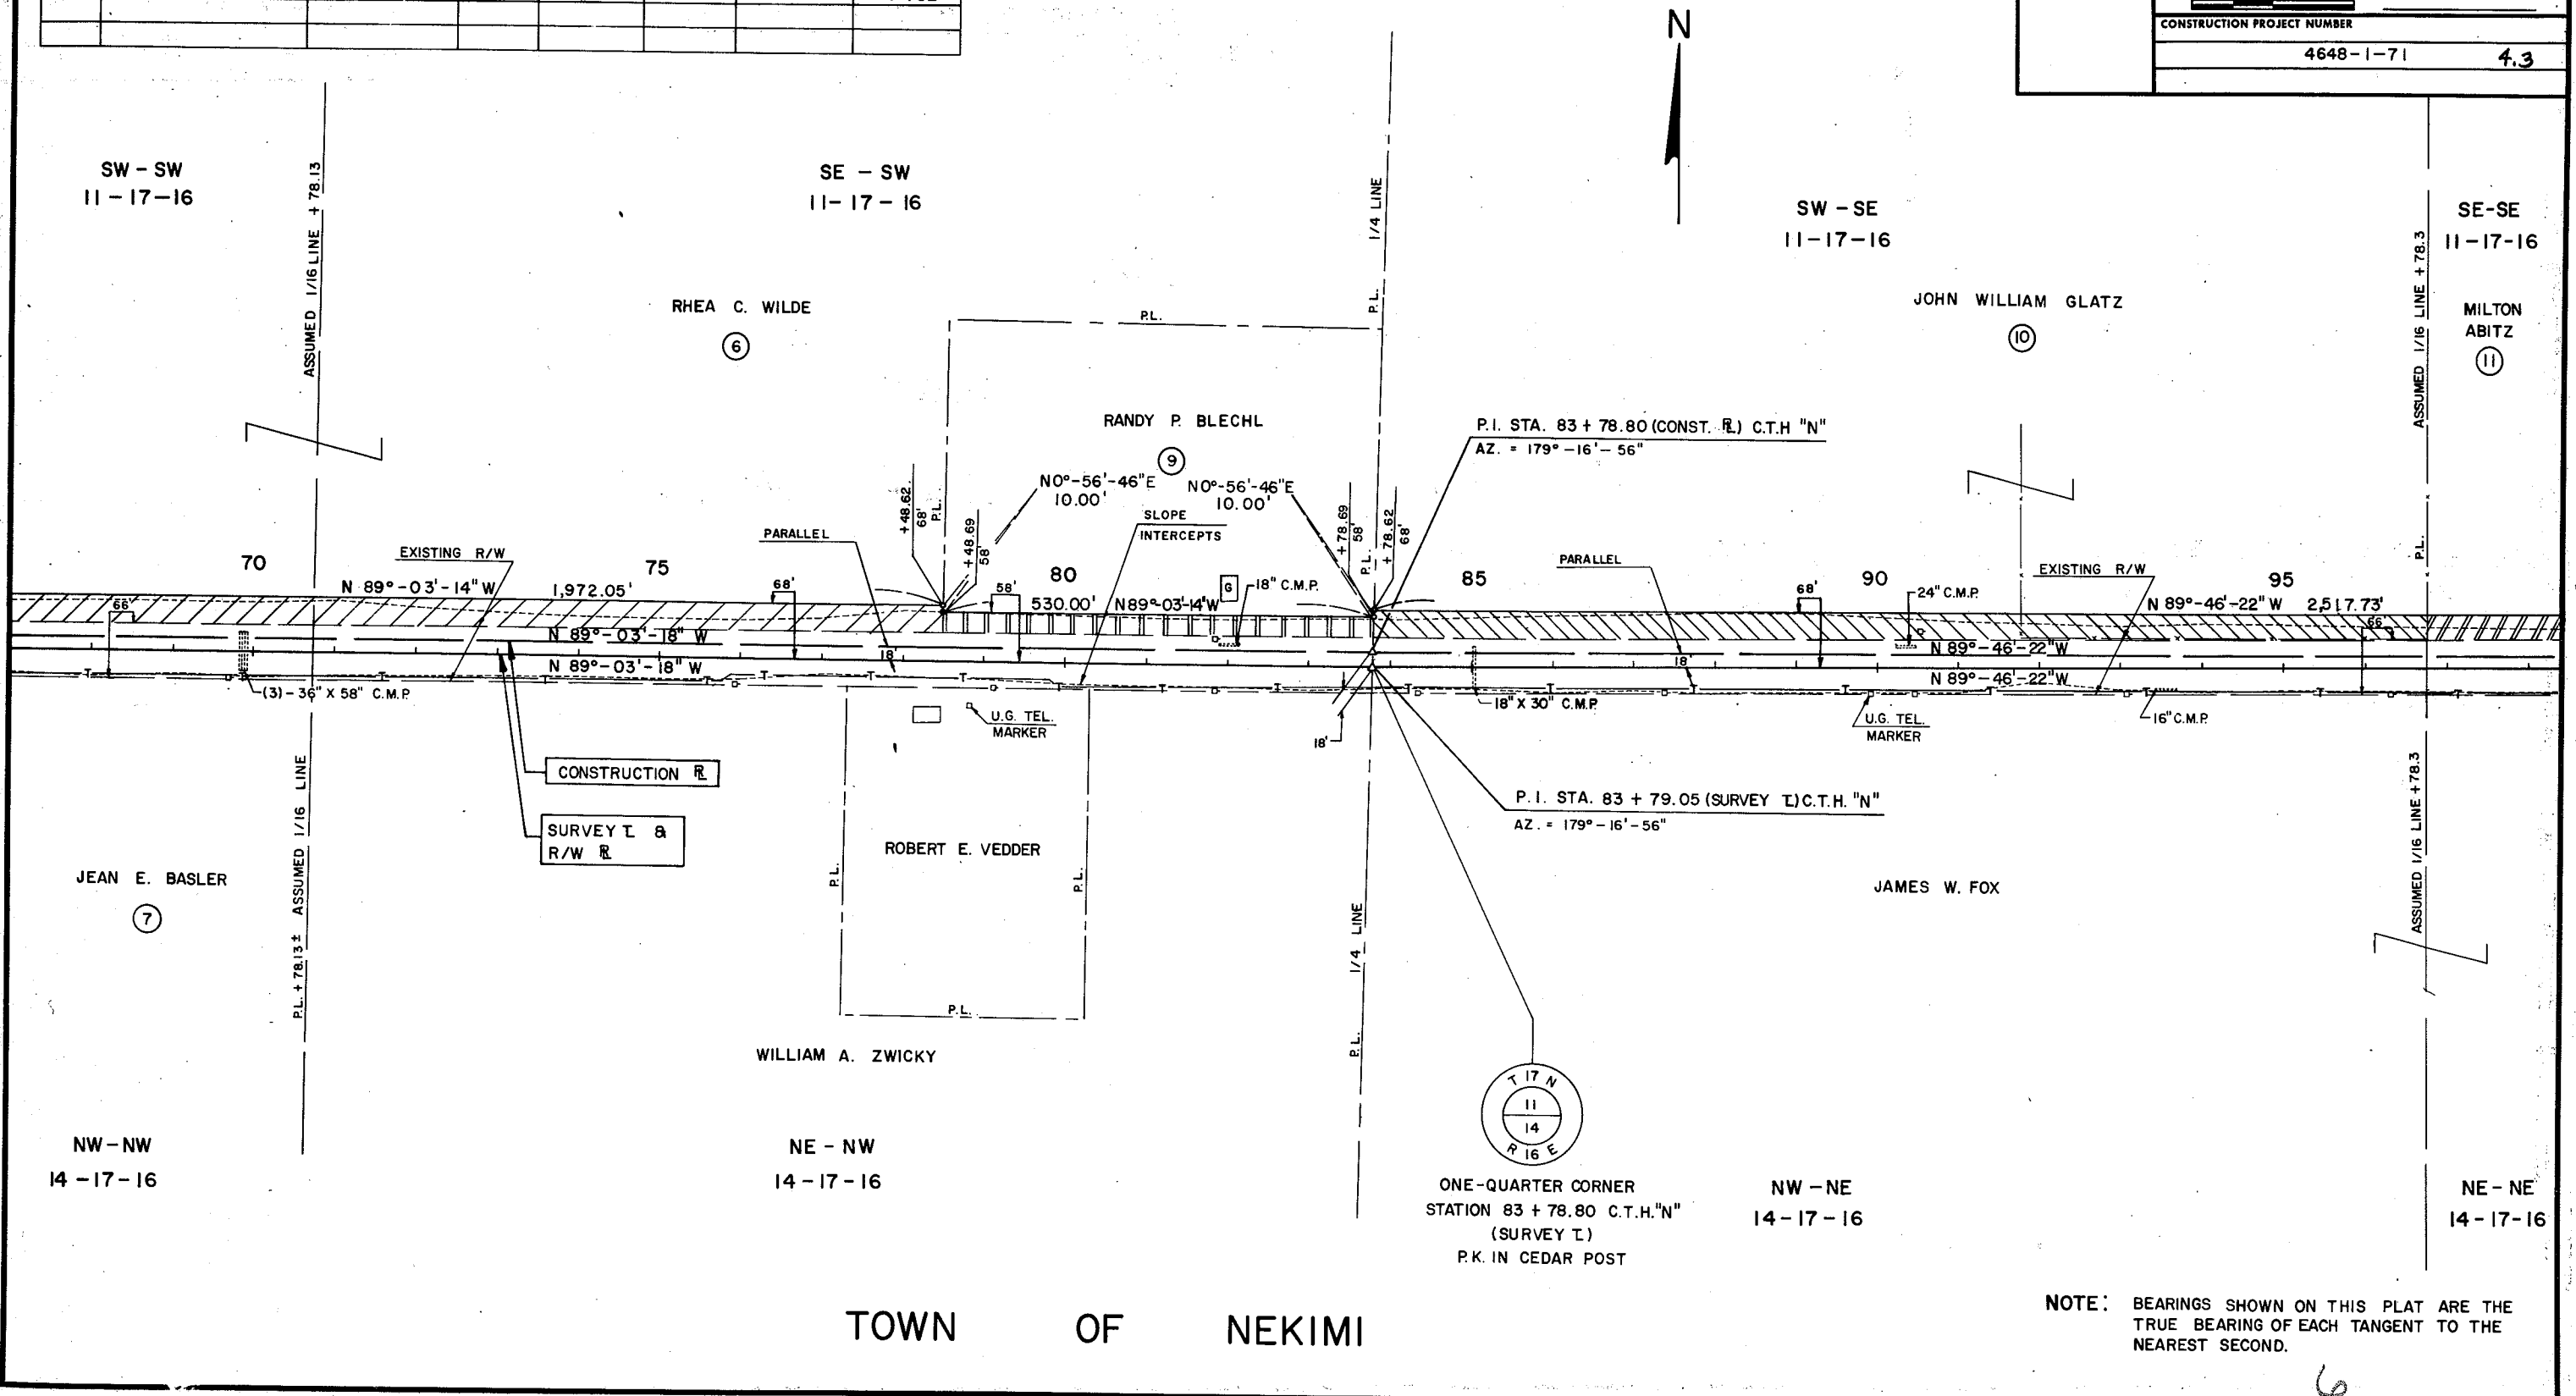 CONSTRUCTION PROJECT NUMBER
4648-1-71 4.3
N
SW - SW
11-17-16
SE - SW
11-17-16
SW - SE
11-17-16
SE-SE
11-17-16
ASSUMED 1/16 LINE + 78.13
1/4 LINE
P.L.
ASSUMED 1/16 LINE + 78.3
P.L.
RHEA C. WILDE
6
P.L.
JOHN WILLIAM GLATZ
10
MILTON
ABITZ
11
RANDY P. BLECHL
9
N0°-56'-46"E
10.00'
N0°-56'-46"E
10.00'
P.I. STA. 83 + 78.80 (CONST. RL) C.T.H "N"
AZ. = 179°-16'-56"
+48.62
68'
P.L.
+48.69
58'
+78.69
58'
P.L.
+78.62
68'
SLOPE
INTERCEPTS
PARALLEL
PARALLEL
EXISTING R/W
EXISTING R/W
70
75
80
85
90
95
N 89°-03'-14" W 1,972.05'
68'
58'
530.00' N89°-03'-14"W
G
18" C.M.P.
68'
24" C.M.P.
N 89°-46'-22" W 2,517.73'
66'
66'
N 89°-03'-18" W
N 89°-03'-18" W
18'
18'
N 89°-46'-22"W
N 89°-46'-22"W
(3)-36" X 58" C.M.P.
U.G. TEL.
MARKER
18'
18" X 30" C.M.P.
U.G. TEL.
MARKER
16" C.M.P.
CONSTRUCTION RL
SURVEY TL &
R/W RL
P.I. STA. 83 + 79.05 (SURVEY TL) C.T.H. "N"
AZ. = 179°-16'-56"
P.L. + 78.13± ASSUMED 1/16 LINE
JEAN E. BASLER
7
P.L.
ROBERT E. VEDDER
P.L.
P.L.
1/4 LINE
P.L.
JAMES W. FOX
ASSUMED 1/16 LINE +78.3
WILLIAM A. ZWICKY
T 17 N
11
14
R 16 E
NW-NW
14-17-16
NE - NW
14-17-16
ONE-QUARTER CORNER
STATION 83 + 78.80 C.T.H."N"
(SURVEY TL)
P.K. IN CEDAR POST
NW - NE
14-17-16
NE - NE
14-17-16
TOWN OF NEKIMI
NOTE: BEARINGS SHOWN ON THIS PLAT ARE THE
TRUE BEARING OF EACH TANGENT TO THE
NEAREST SECOND.
6